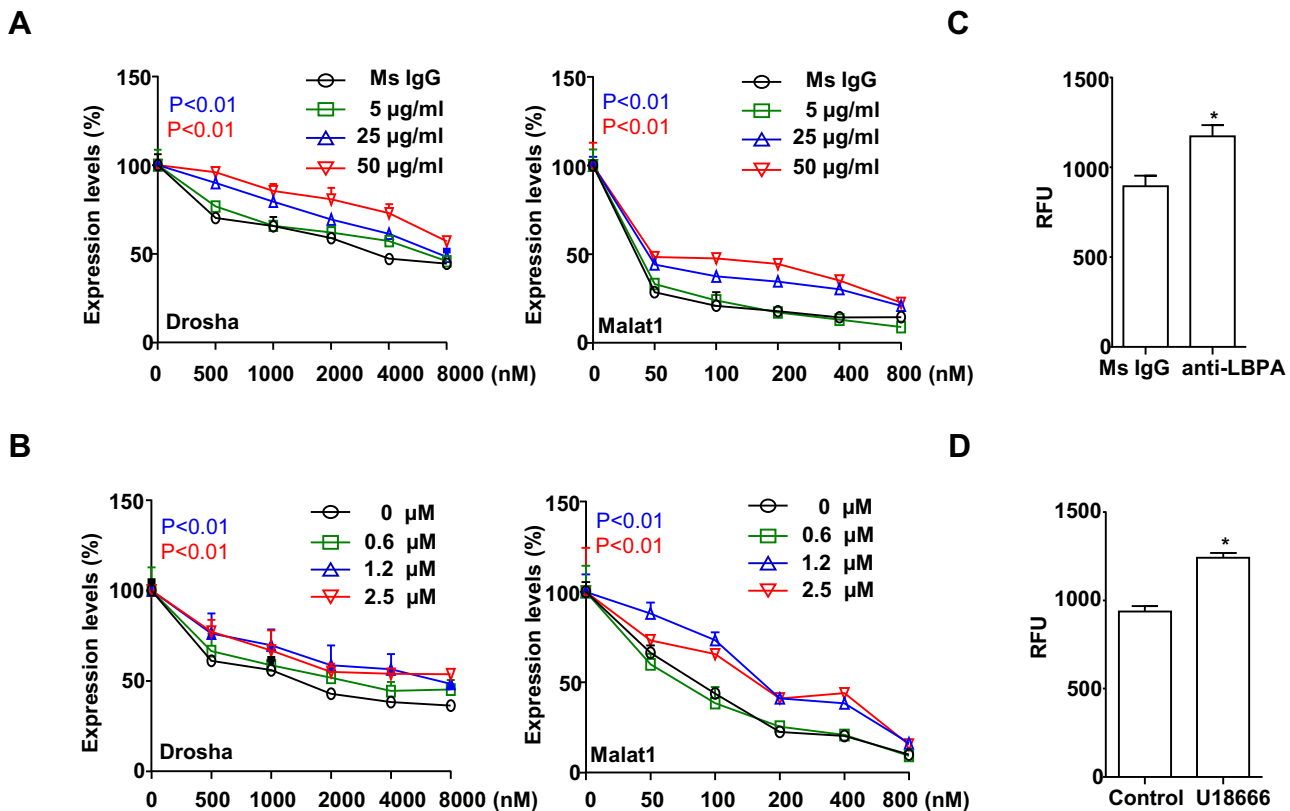 A
Expression levels (%)
150
100
50
0
P<0.01
P<0.01
Ms IgG
5 µg/ml
25 µg/ml
50 µg/ml
Drosha
0 500 1000 2000 4000 8000 (nM)
Expression levels (%)
150
100
50
0
P<0.01
P<0.01
Ms IgG
5 µg/ml
25 µg/ml
50 µg/ml
Malat1
0 50 100 200 400 800 (nM)
C
RFU
1500
1000
500
0
*
Ms IgG anti-LBPA
B
Expression levels (%)
150
100
50
0
P<0.01
P<0.01
0 µM
0.6 µM
1.2 µM
2.5 µM
Drosha
0 500 1000 2000 4000 8000 (nM)
Expression levels (%)
150
100
50
0
P<0.01
P<0.01
0 µM
0.6 µM
1.2 µM
2.5 µM
Malat1
0 50 100 200 400 800 (nM)
D
RFU
1500
1000
500
0
*
Control U18666